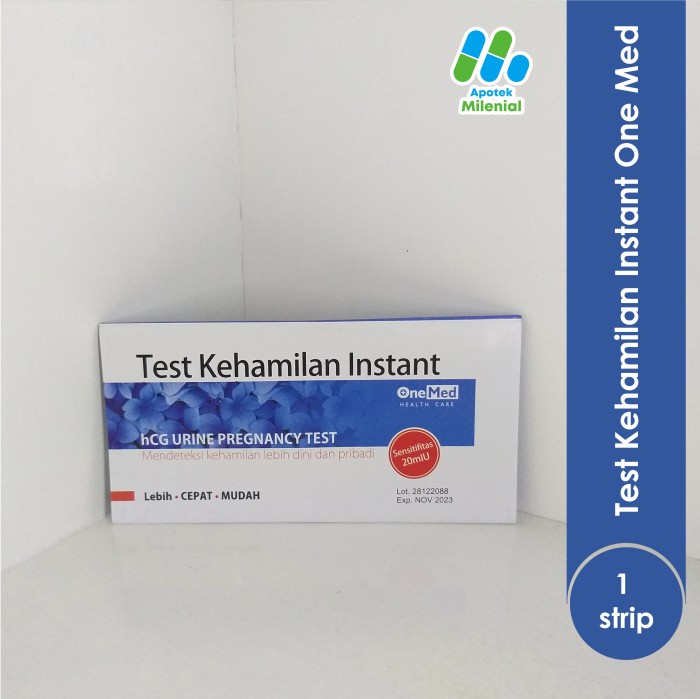 Apotek
Milenial
Test Kehamilan Instant One Med
1
strip
Test Kehamilan Instant
OneMed
HEALTH CARE
hCG URINE PREGNANCY TEST
Mendeteksi kehamilan lebih dini dan pribadi
Sensitifitas
20mIU
Lebih • CEPAT • MUDAH
Lot. 28122088
Exp. NOV 2023